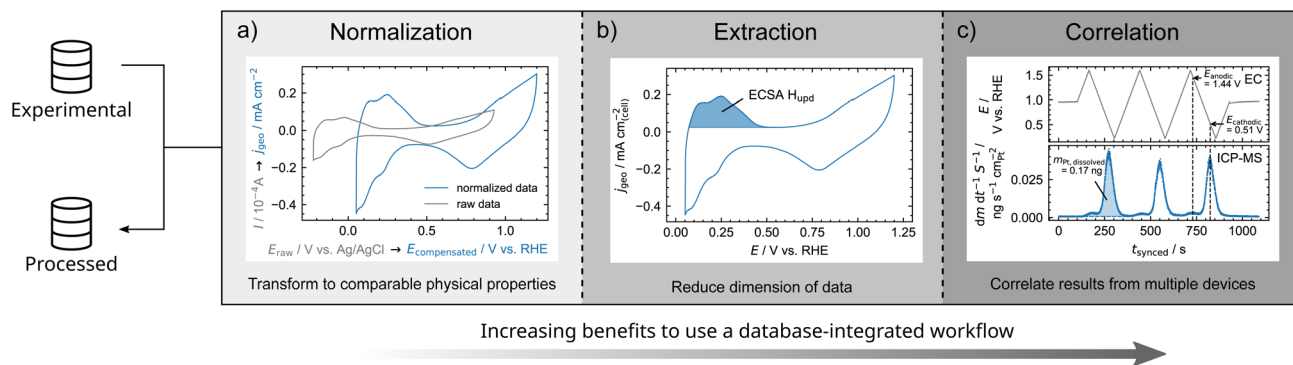 Experimental
Processed
a)
Normalization
I / 10⁻⁴A → j_geo / mA cm⁻²
0.2
0.0
−0.2
−0.4
normalized data
raw data
0.0
0.5
1.0
E_raw / V vs. Ag/AgCl → E_compensated / V vs. RHE
Transform to comparable physical properties
b)
Extraction
j_geo / mA cm⁻²_(cell)
0.2
0.0
−0.2
−0.4
ECSA H_upd
0.00
0.25
0.50
0.75
1.00
1.25
E / V vs. RHE
Reduce dimension of data
c)
Correlation
E /
V vs. RHE
1.5
1.0
0.5
E_anodic
= 1.44 V
EC
E_cathodic
= 0.51 V
dm dt⁻¹ S⁻¹ /
ng s⁻¹ cm⁻²_Pt
0.025
0.000
m_Pt, dissolved
= 0.17 ng
ICP-MS
0
250
500
750
1000
t_synced / s
Correlate results from multiple devices
Increasing benefits to use a database-integrated workflow